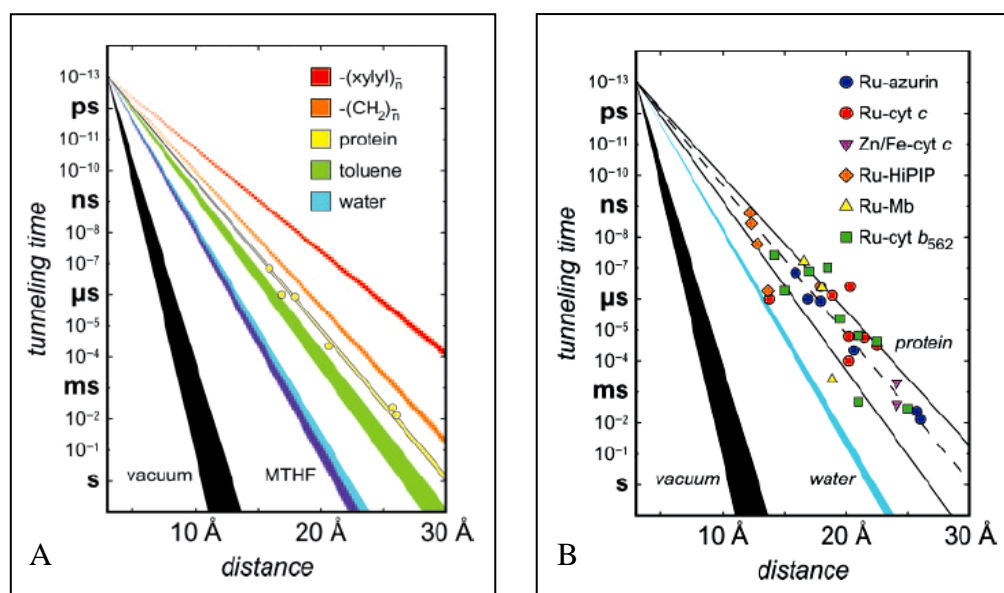 10⁻¹³
ps
10⁻¹¹
10⁻¹⁰
ns
10⁻⁸
10⁻⁷
µs
10⁻⁵
10⁻⁴
ms
10⁻²
10⁻¹
s
tunneling time
-(xylyl)n̄
-(CH₂)n̄
protein
toluene
water
vacuum
MTHF
10 Å
20 Å
30 Å
distance
A
10⁻¹³
ps
10⁻¹¹
10⁻¹⁰
ns
10⁻⁸
10⁻⁷
µs
10⁻⁵
10⁻⁴
ms
10⁻²
10⁻¹
s
tunneling time
Ru-azurin
Ru-cyt c
Zn/Fe-cyt c
Ru-HiPIP
Ru-Mb
Ru-cyt b₅₆₂
protein
vacuum
water
10 Å
20 Å
30 Å
distance
B